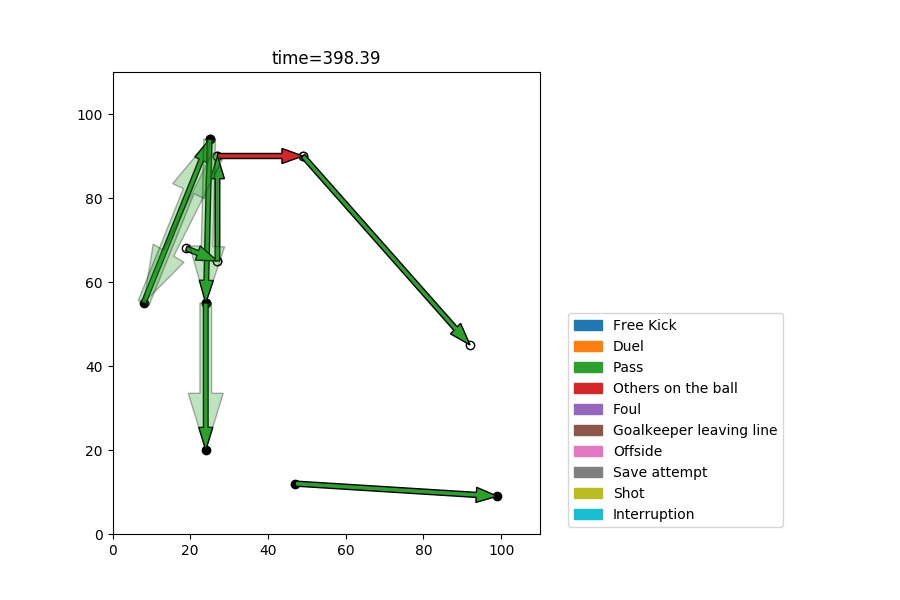 time=398.39
100
80
60
40
20
0
0 20 40 60 80 100
Free Kick
Duel
Pass
Others on the ball
Foul
Goalkeeper leaving line
Offside
Save attempt
Shot
Interruption